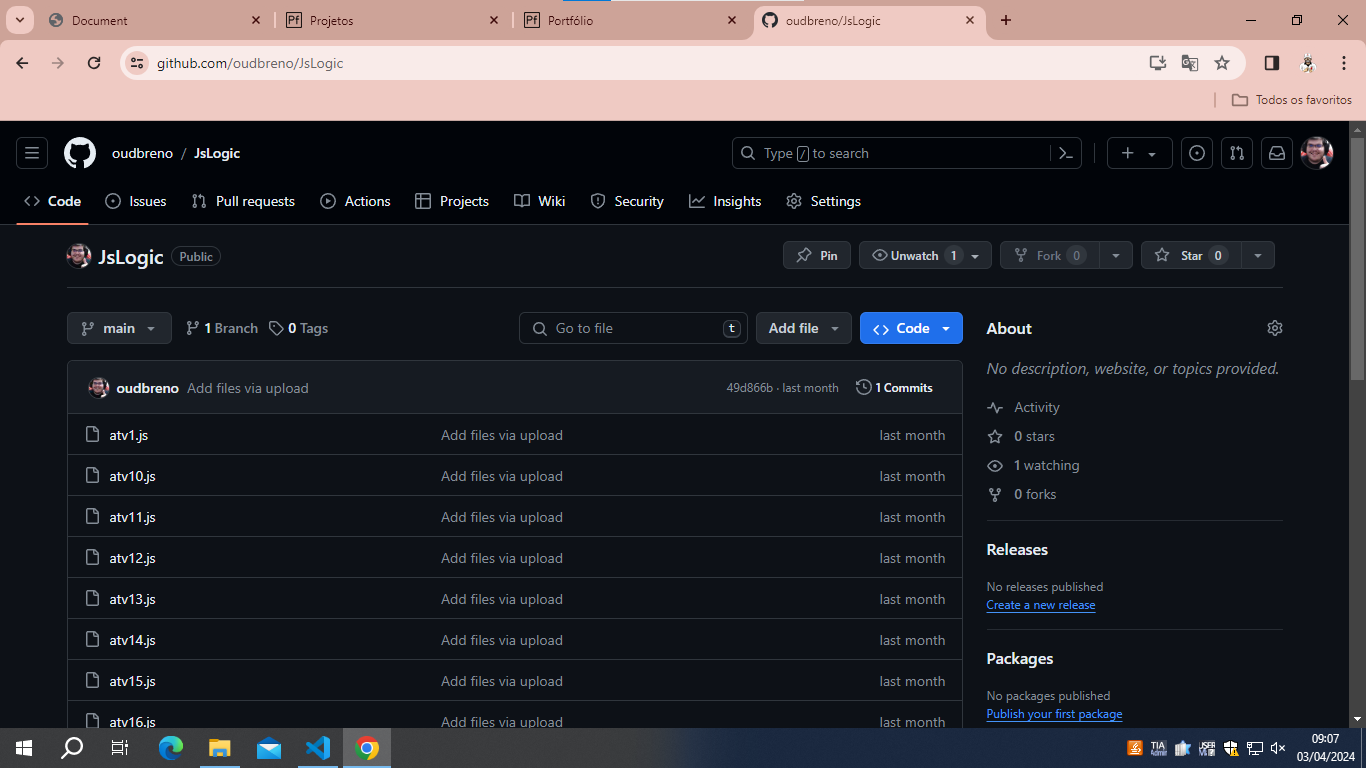 Document
Pf Projetos
Pf Portfólio
oudbreno/JsLogic
github.com/oudbreno/JsLogic
Todos os favoritos
oudbreno / JsLogic
Type / to search
Code
Issues
Pull requests
Actions
Projects
Wiki
Security
Insights
Settings
JsLogic Public
Pin
Unwatch 1
Fork 0
Star 0
main
1 Branch
0 Tags
Go to file t
Add file
Code
oudbreno Add files via upload 49d866b · last month 1 Commits
atv1.js Add files via upload last month
atv10.js Add files via upload last month
atv11.js Add files via upload last month
atv12.js Add files via upload last month
atv13.js Add files via upload last month
atv14.js Add files via upload last month
atv15.js Add files via upload last month
atv16.js Add files via upload last month
About
No description, website, or topics provided.
Activity
0 stars
1 watching
0 forks
Releases
No releases published
Create a new release
Packages
No packages published
Publish your first package
TIA
Admin
09:07
03/04/2024